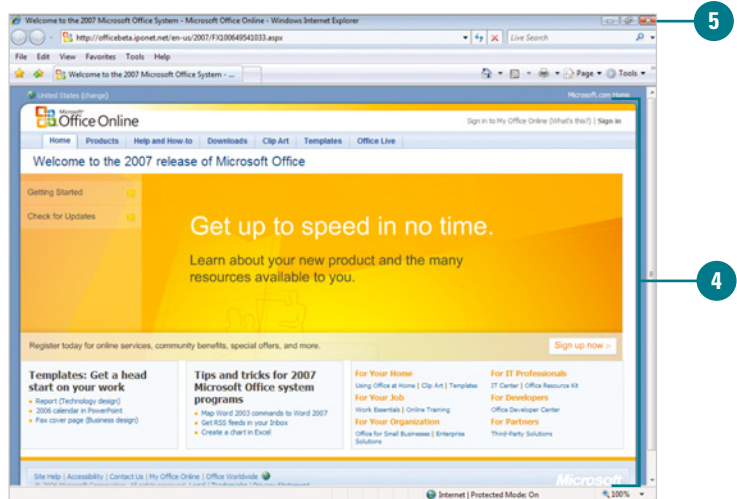 Welcome to the 2007 Microsoft Office System - Microsoft Office Online - Windows Internet Explorer
5
http://officebeta.iponet.net/en-us/2007/FX100649541033.aspx
Live Search
File Edit View Favorites Tools Help
Welcome to the 2007 Microsoft Office System - ...
Page Tools
United States (change)
Microsoft.com Home
Microsoft
Office Online
Sign in to My Office Online (What's this?) | Sign in
Home Products Help and How-to Downloads Clip Art Templates Office Live
Welcome to the 2007 release of Microsoft Office
Getting Started
Check for Updates
Get up to speed in no time.
Learn about your new product and the many
resources available to you.
4
Register today for online services, community benefits, special offers, and more.
Sign up now
Templates: Get a head
start on your work
Report (Technology design)
2006 calendar in PowerPoint
Fax cover page (Business design)
Tips and tricks for 2007
Microsoft Office system
programs
Map Word 2003 commands to Word 2007
Get RSS feeds in your Inbox
Create a chart in Excel
For Your Home
Using Office at Home | Clip Art | Templates
For Your Job
Work Essentials | Online Training
For Your Organization
Office for Small Businesses | Enterprise
Solutions
For IT Professionals
IT Center | Office Resource Kit
For Developers
Office Developer Center
For Partners
Third-Party Solutions
Site Help | Accessibility | Contact Us | My Office Online | Office Worldwide
Microsoft
Internet | Protected Mode: On
100%